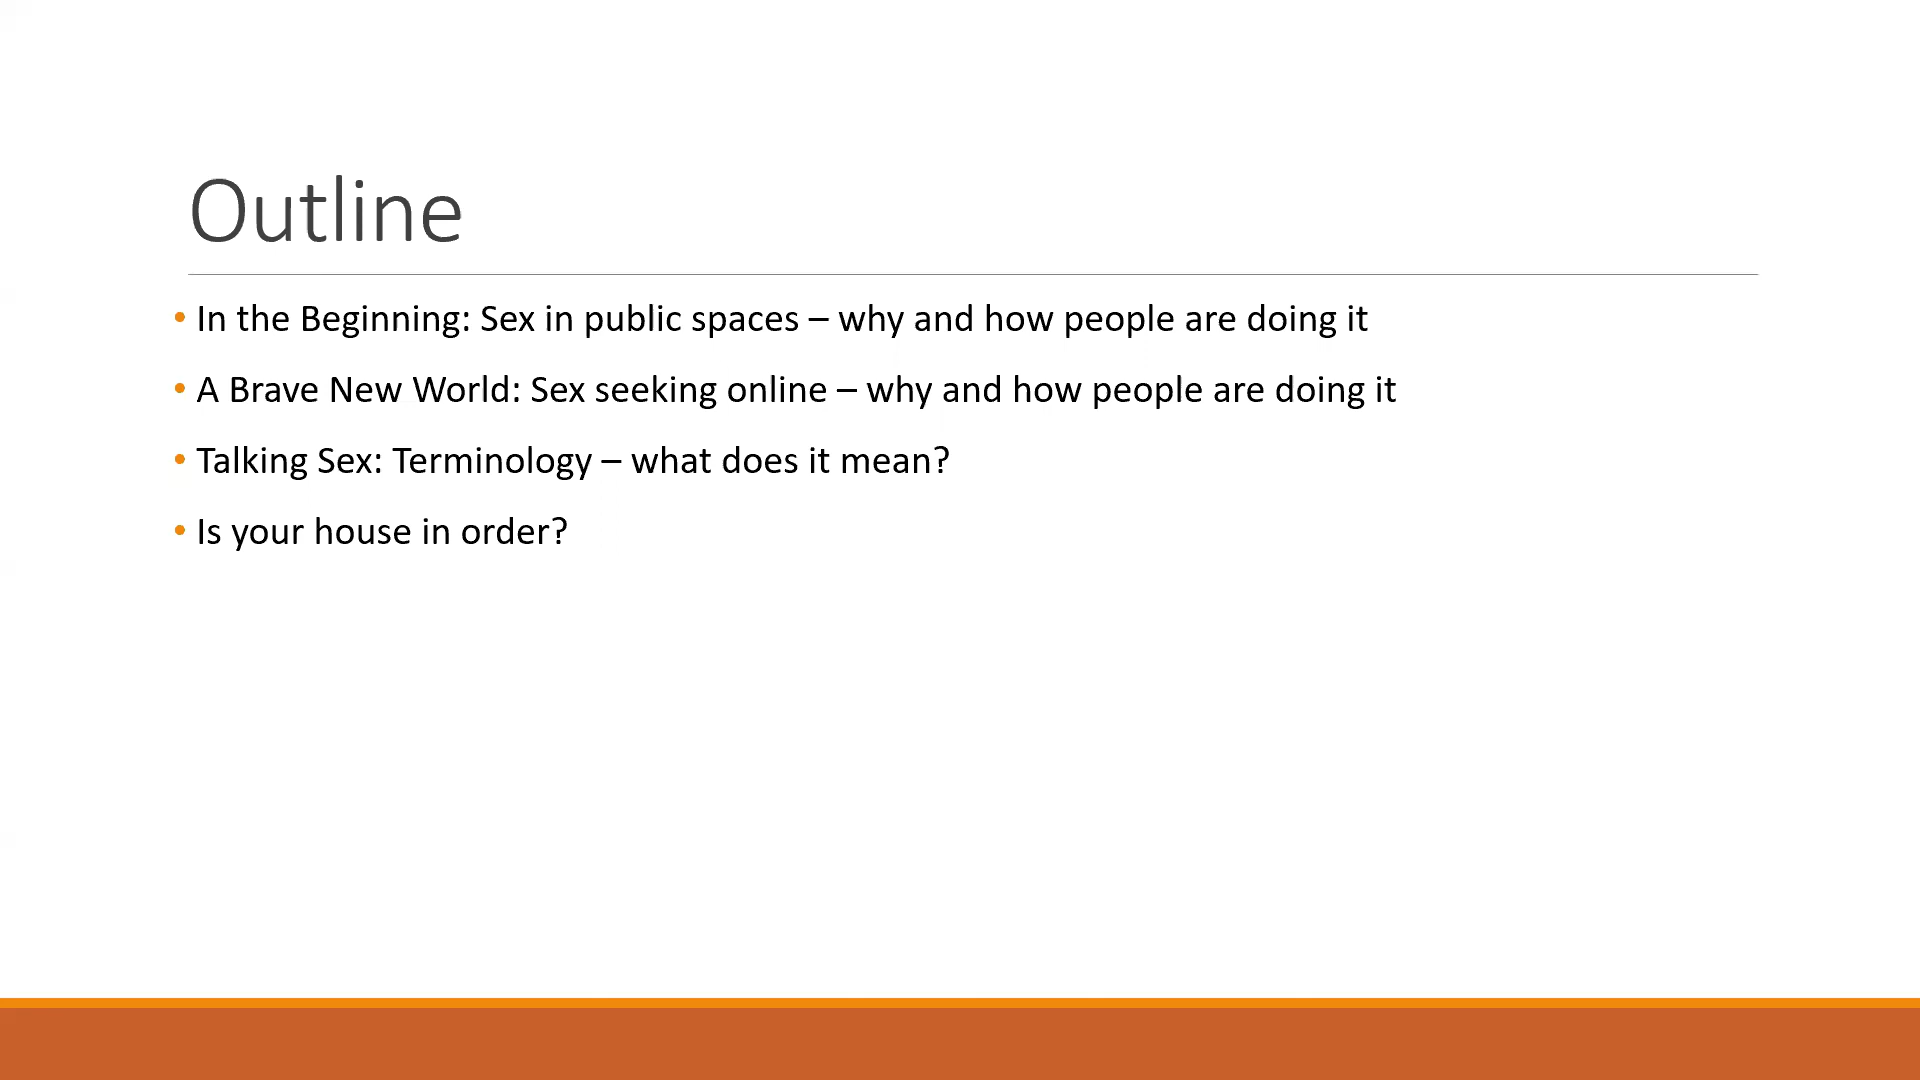 Outline
• In the Beginning: Sex in public spaces – why and how people are doing it
• A Brave New World: Sex seeking online – why and how people are doing it
• Talking Sex: Terminology – what does it mean?
• Is your house in order?